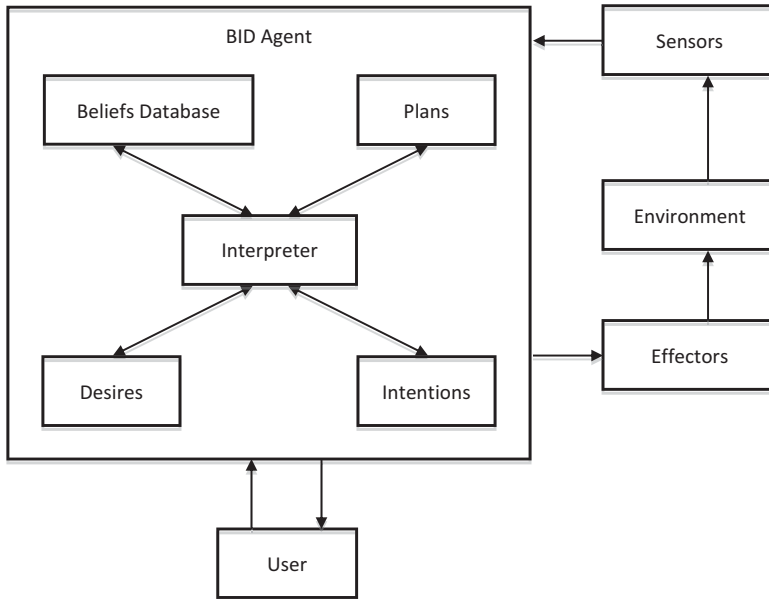 BID Agent
Sensors
Beliefs Database
Plans
Interpreter
Environment
Desires
Intentions
Effectors
User